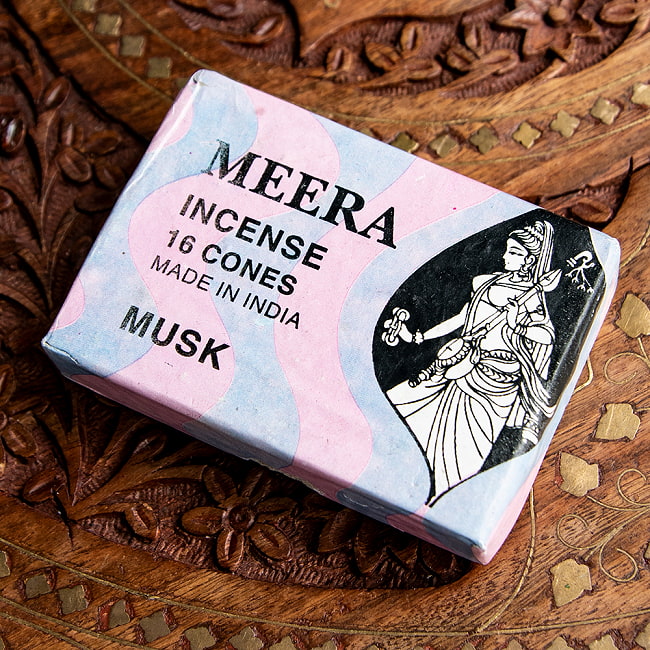 MEERA
INCENSE
16 CONES
MADE IN INDIA
MUSK